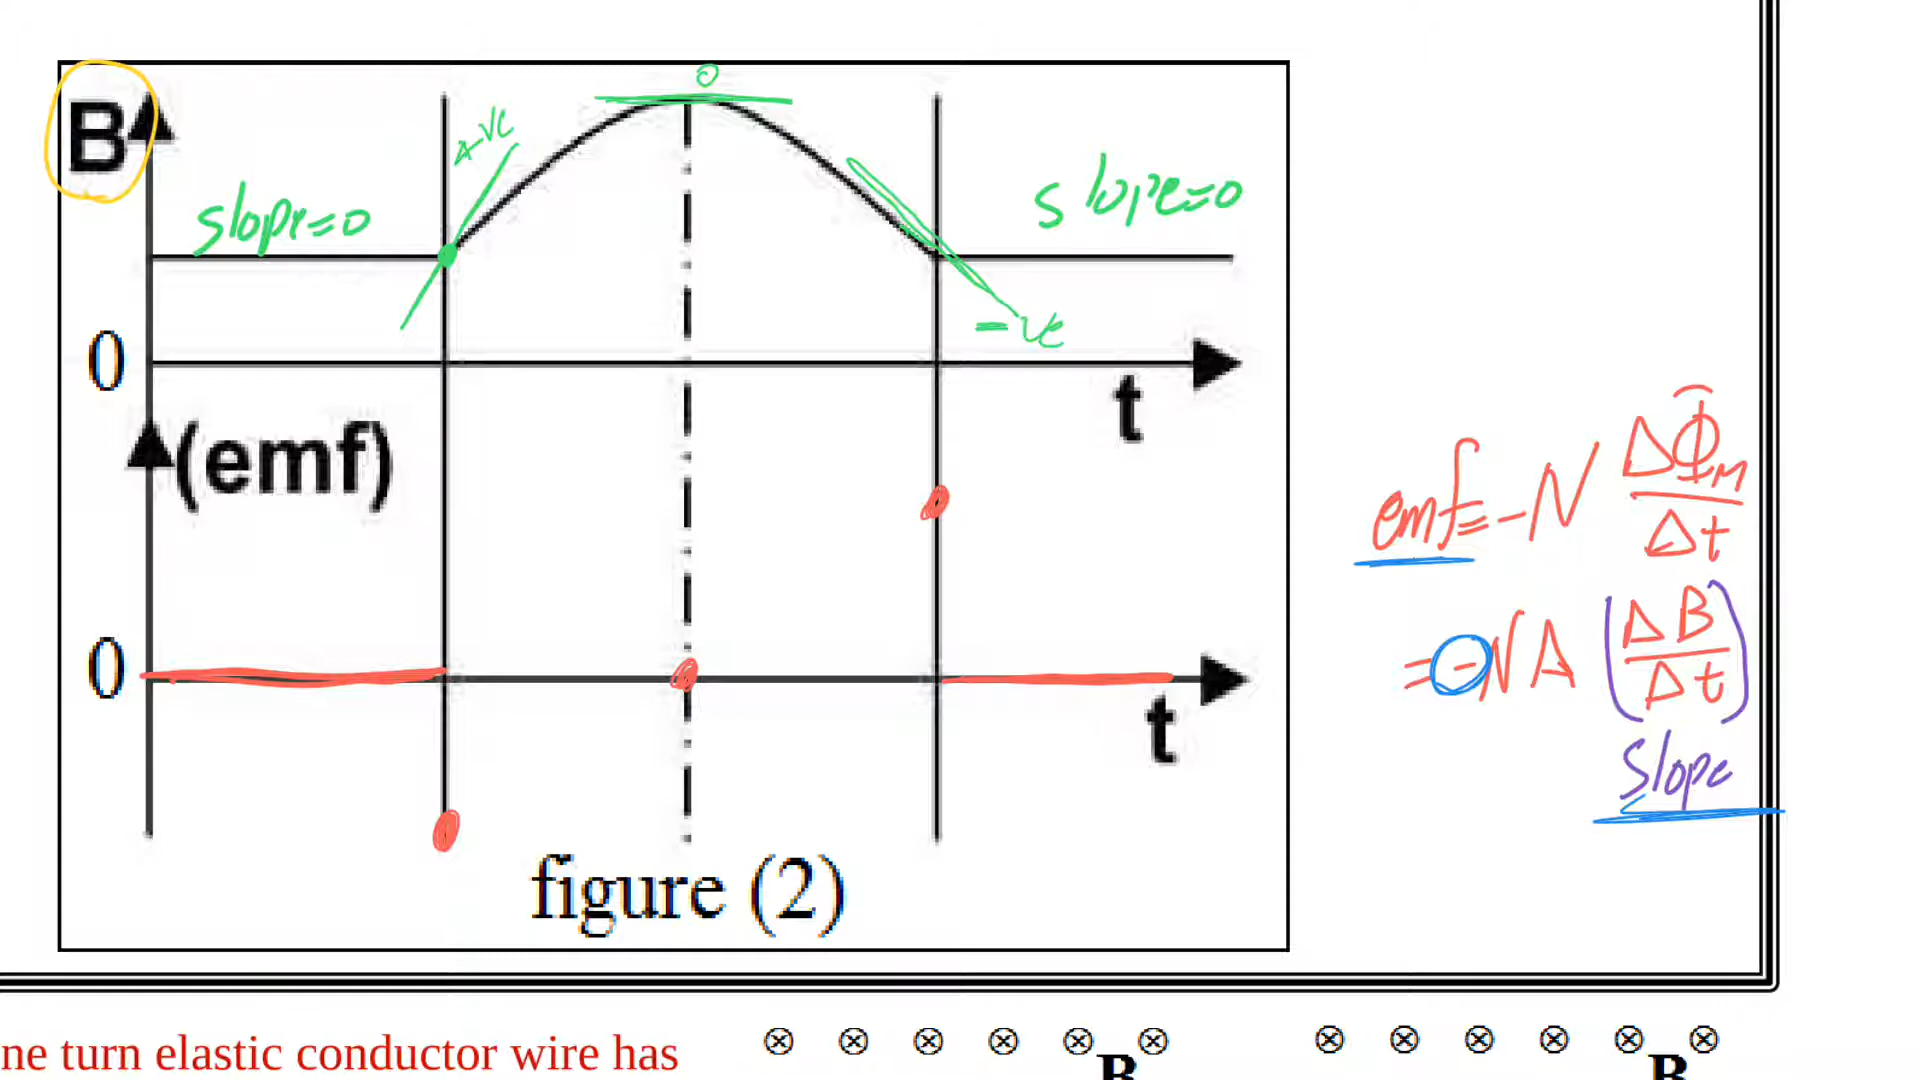 B
0
+ve
slope=0
slope=0
-ve
0
t
(emf)
emf = -N ΔΦM/Δt
= -NA (ΔB/Δt)
slope
0
t
figure (2)
ne turn elastic conductor wire has
⊗ ⊗ ⊗ ⊗ ⊗ ⊗ ⊗ ⊗ ⊗ ⊗ ⊗ ⊗
B B